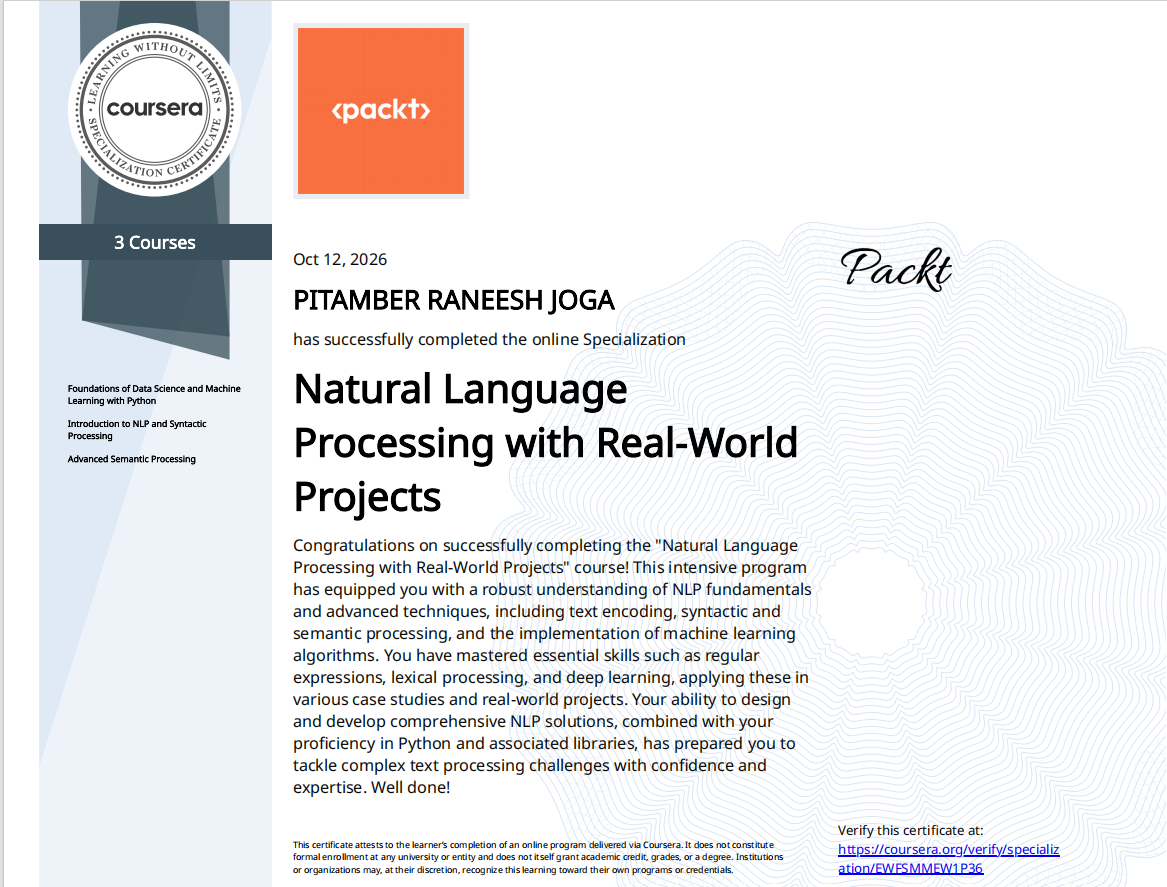 LEARNING WITHOUT LIMITS
coursera
SPECIALIZATION CERTIFICATE
3 Courses
Foundations of Data Science and Machine
Learning with Python
Introduction to NLP and Syntactic
Processing
Advanced Semantic Processing
<packt>
Oct 12, 2026
PITAMBER RANEESH JOGA
has successfully completed the online Specialization
Natural Language
Processing with Real-World
Projects
Congratulations on successfully completing the "Natural Language
Processing with Real-World Projects" course! This intensive program
has equipped you with a robust understanding of NLP fundamentals
and advanced techniques, including text encoding, syntactic and
semantic processing, and the implementation of machine learning
algorithms. You have mastered essential skills such as regular
expressions, lexical processing, and deep learning, applying these in
various case studies and real-world projects. Your ability to design
and develop comprehensive NLP solutions, combined with your
proficiency in Python and associated libraries, has prepared you to
tackle complex text processing challenges with confidence and
expertise. Well done!
This certificate attests to the learner's completion of an online program delivered via Coursera. It does not constitute
formal enrollment at any university or entity and does not itself grant academic credit, grades, or a degree. Institutions
or organizations may, at their discretion, recognize this learning toward their own programs or credentials.
Packt
Verify this certificate at:
https://coursera.org/verify/specializ
ation/EWFSMMEW1P36